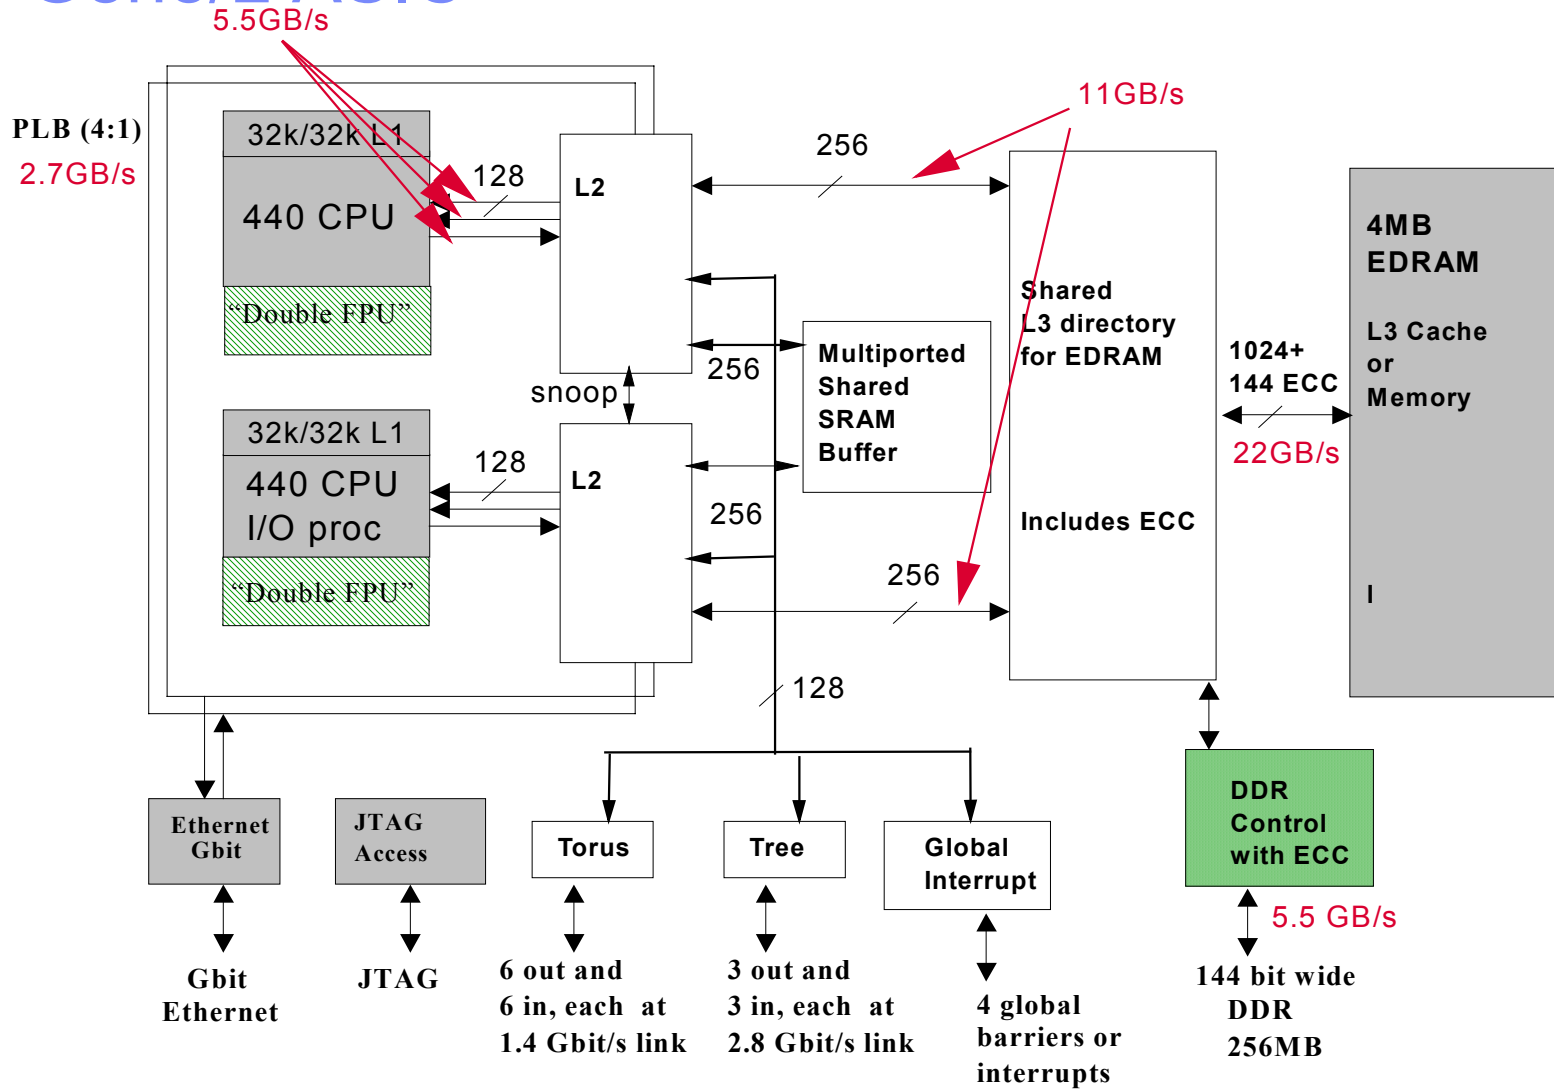 5.5GB/s
11GB/s
PLB (4:1)
2.7GB/s
32k/32k L1
440 CPU
“Double FPU”
128
L2
256
256
snoop
Multiported
Shared
SRAM
Buffer
Shared
L3 directory
for EDRAM
Includes ECC
1024+
144 ECC
22GB/s
4MB
EDRAM
L3 Cache
or
Memory
l
32k/32k L1
440 CPU
I/O proc
“Double FPU”
128
L2
256
256
128
Ethernet
Gbit
JTAG
Access
Torus
Tree
Global
Interrupt
DDR
Control
with ECC
5.5 GB/s
Gbit
Ethernet
JTAG
6 out and
6 in, each at
1.4 Gbit/s link
3 out and
3 in, each at
2.8 Gbit/s link
4 global
barriers or
interrupts
144 bit wide
DDR
256MB